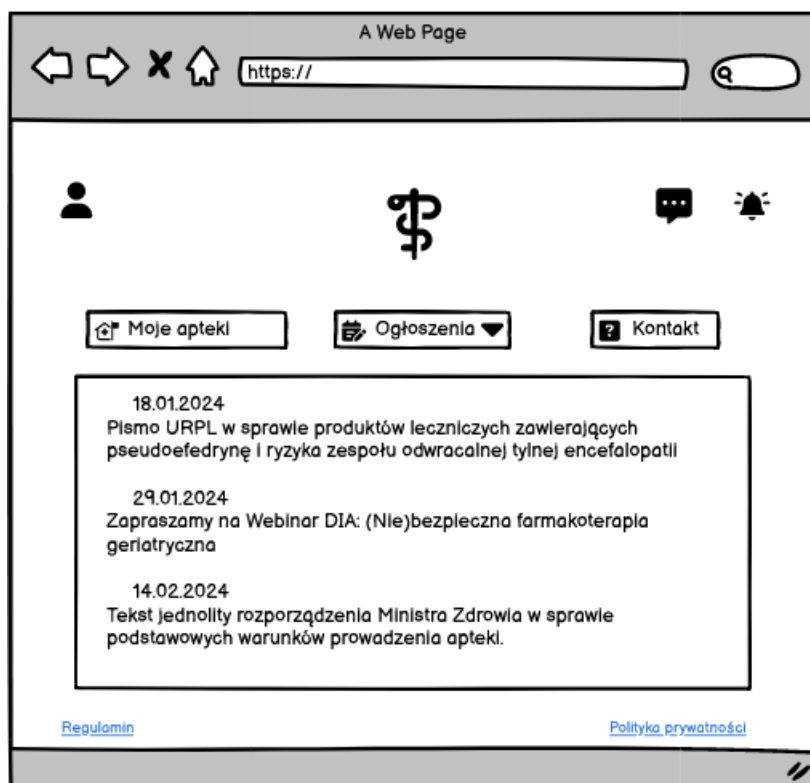 A Web Page
https://
Moje apteki
Ogłoszenia
Kontakt
18.01.2024
Pismo URPL w sprawie produktów leczniczych zawierających
pseudoefedrynę i ryzyka zespołu odwracalnej tylnej encefalopatii
29.01.2024
Zapraszamy na Webinar DIA: (Nie)bezpieczna farmakoterapia
geriatryczna
14.02.2024
Tekst jednolity rozporządzenia Ministra Zdrowia w sprawie
podstawowych warunków prowadzenia apteki.
Regulamin
Polityka prywatności